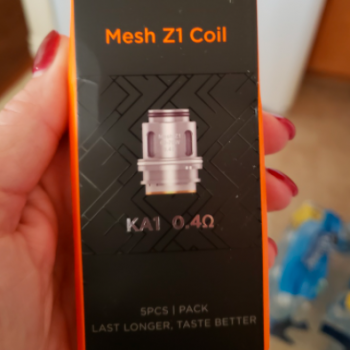 Mesh Z1 Coil
KA1 0.4Ω
5PCS | PACK
LAST LONGER, TASTE BETTER